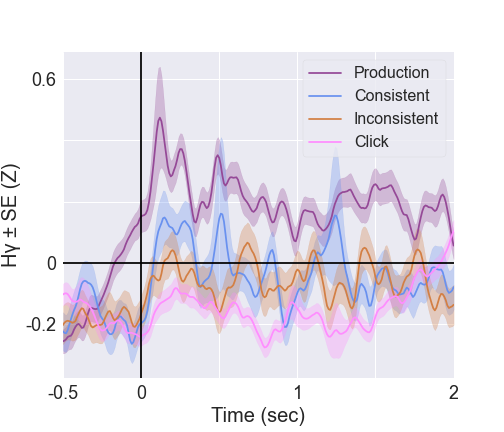 Production
Consistent
Inconsistent
Click
Hγ ± SE (Z)
0.6
0
-0.2
-0.5
0
1
2
Time (sec)